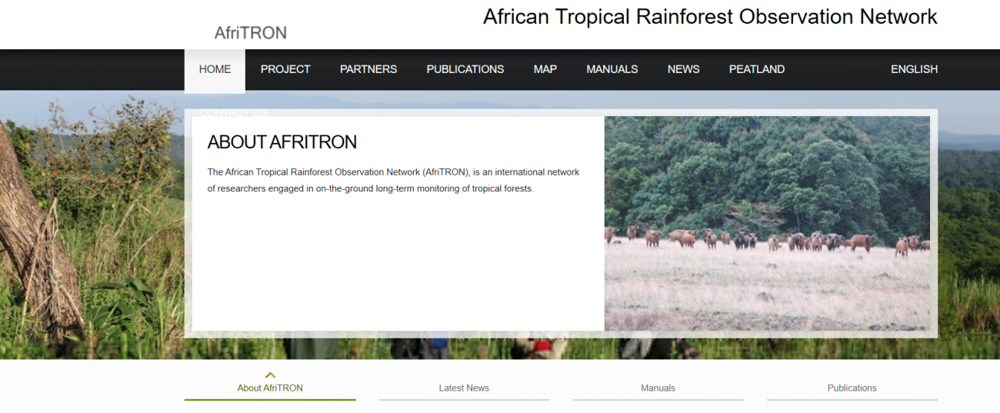 African Tropical Rainforest Observation Network
AfriTRON
HOME PROJECT PARTNERS PUBLICATIONS MAP MANUALS NEWS PEATLAND ENGLISH
CONTACT US
ABOUT AFRITRON
The African Tropical Rainforest Observation Network (AfriTRON), is an international network
of researchers engaged in on-the-ground long-term monitoring of tropical forests.
About AfriTRON Latest News Manuals Publications